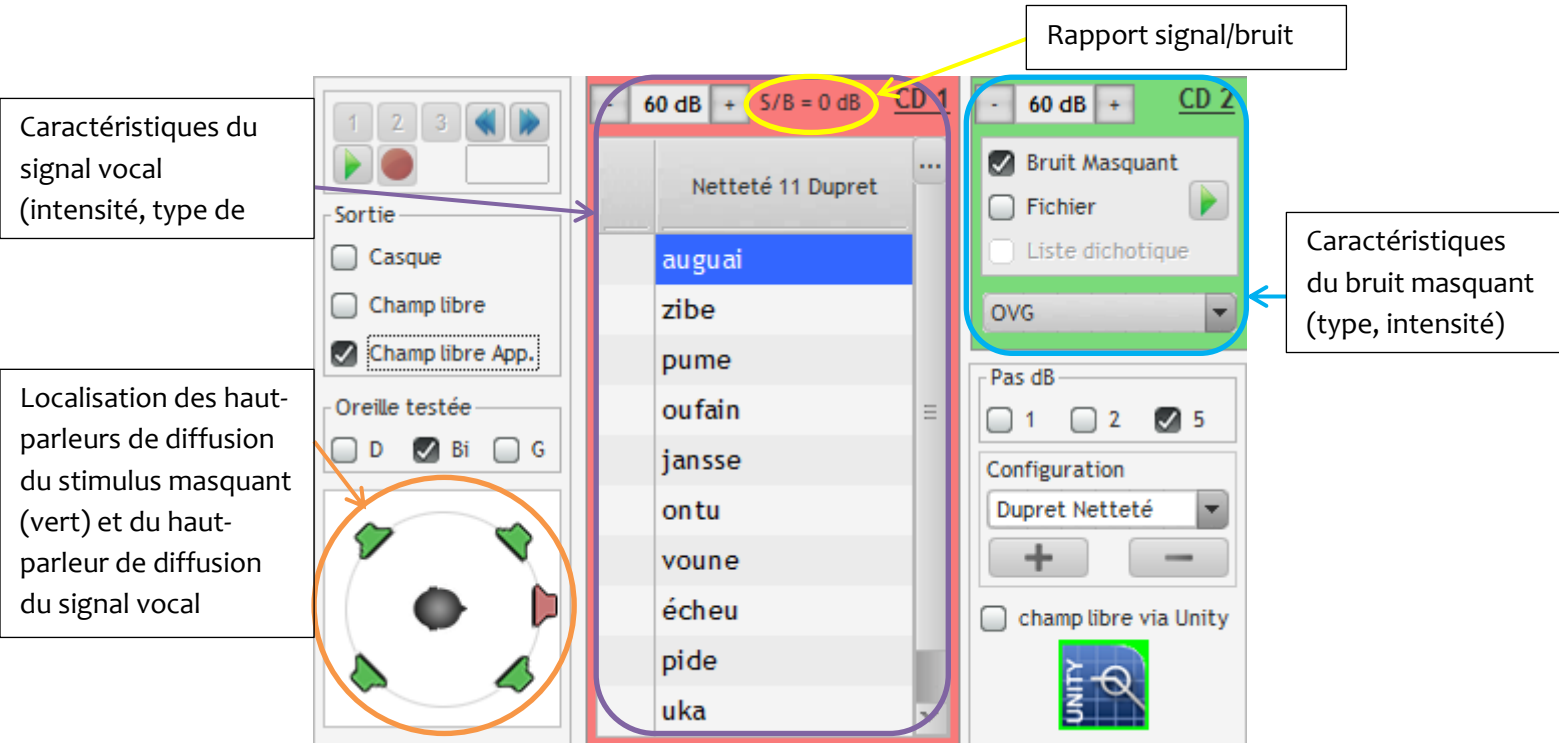 Rapport signal/bruit
Caractéristiques du
signal vocal
(intensité, type de
1 2 3
Sortie
Casque
Champ libre
Champ libre App.
Oreille testée
D Bi G
Localisation des haut-
parleurs de diffusion
du stimulus masquant
(vert) et du haut-
parleur de diffusion
du signal vocal
- 60 dB + S/B = 0 dB CD 1
Netteté 11 Dupret
...
auguai
zibe
pume
oufain
jansse
ontu
voune
écheu
pide
uka
- 60 dB + CD 2
Bruit Masquant
Fichier
Liste dichotique
OVG
Caractéristiques
du bruit masquant
(type, intensité)
Pas dB
1 2 5
Configuration
Dupret Netteté
+ -
champ libre via Unity
UNITY